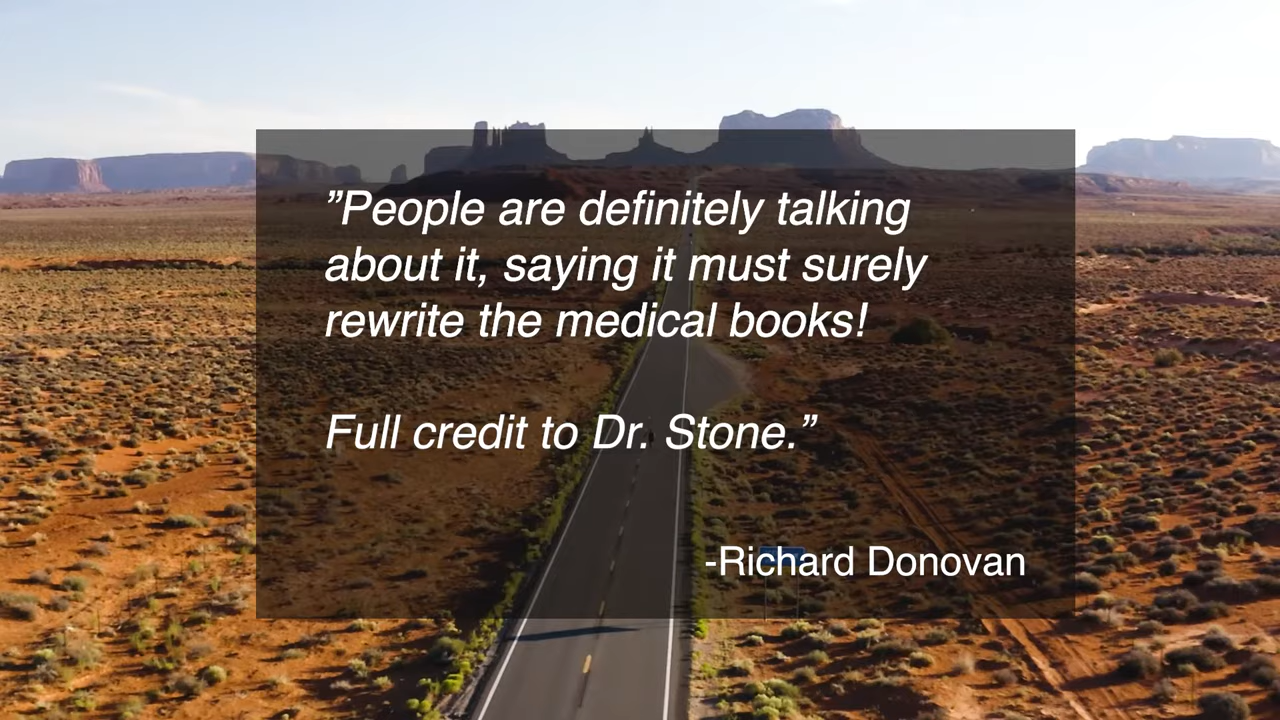 ”People are definitely talking
about it, saying it must surely
rewrite the medical books!
Full credit to Dr. Stone.”
-Richard Donovan